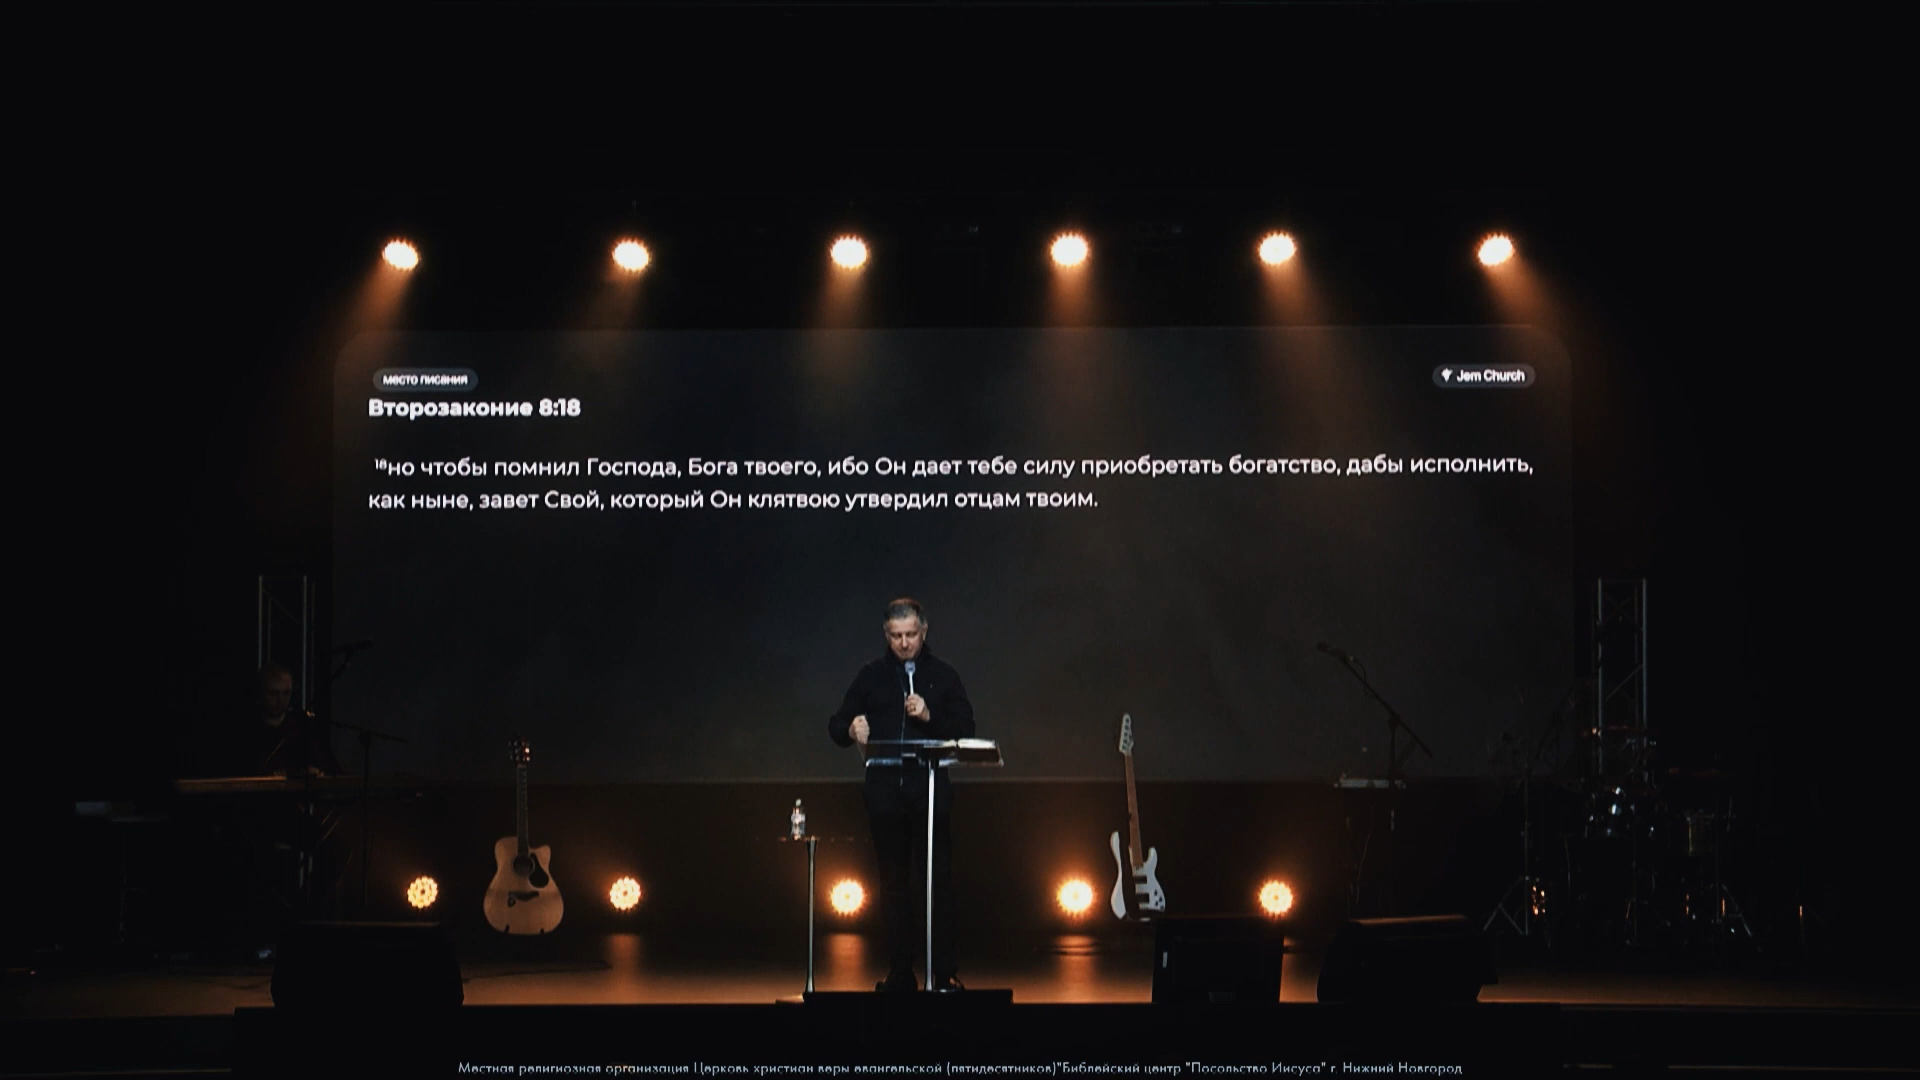 место писания
Jem Church
Второзаконие 8:18
¹⁸но чтобы помнил Господа, Бога твоего, ибо Он дает тебе силу приобретать богатство, дабы исполнить,
как ныне, завет Свой, который Он клятвою утвердил отцам твоим.
Местная религиозная организация Церковь христиан веры евангельской (пятидесятников)"Библейский центр "Посольство Иисуса" г. Нижний Новгород